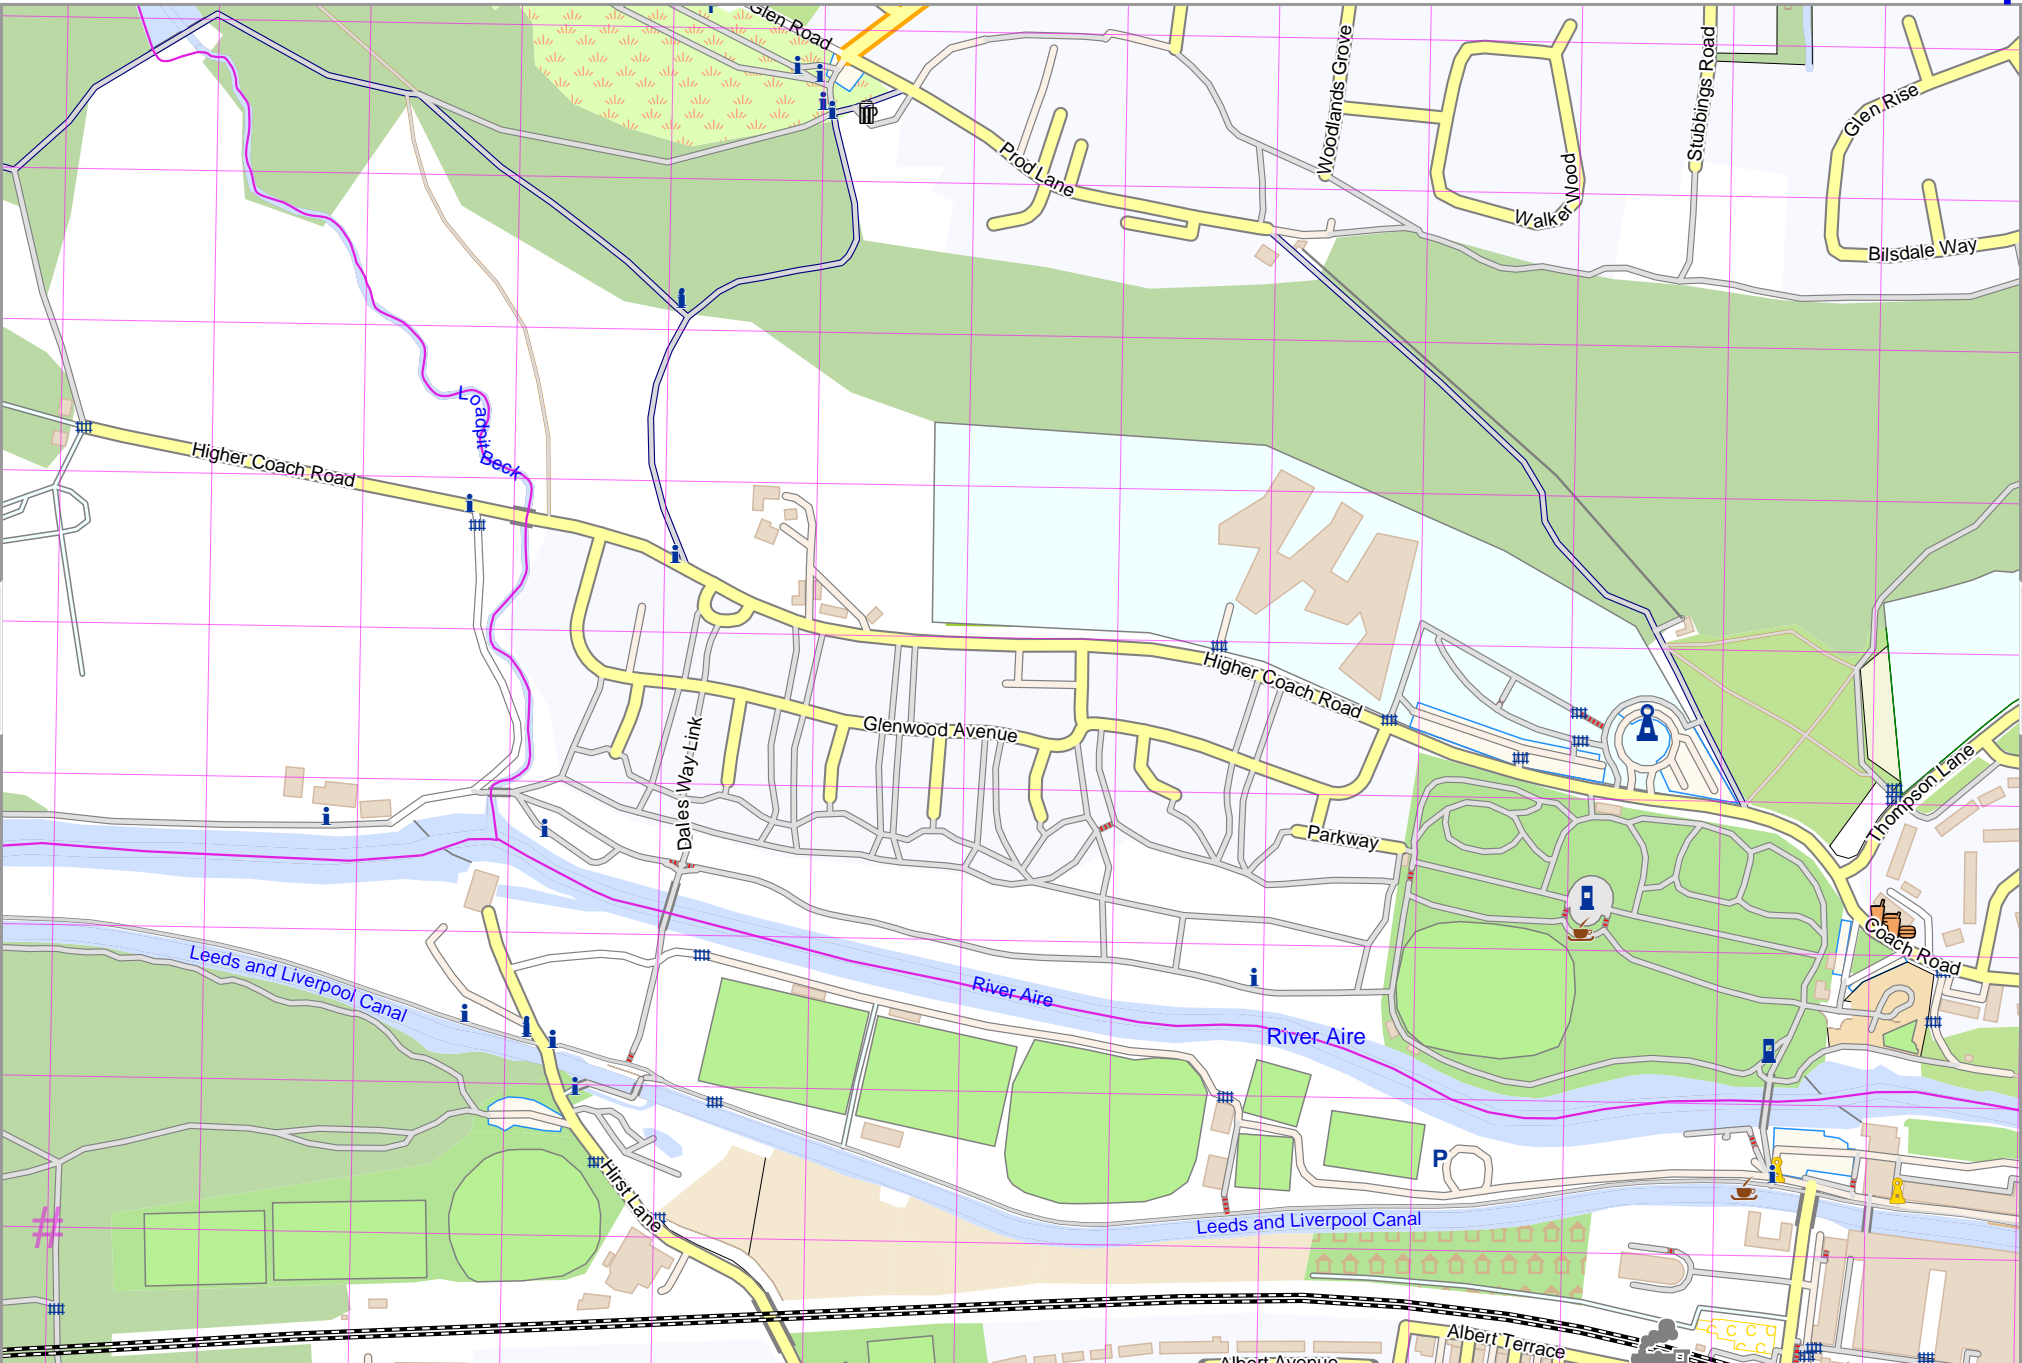 Glen Road
Woodlands Grove
Stubbings Road
Glen Rise
Prod Lane
Walker Wood
Bilsdale Way
Loadpit Beck
Higher Coach Road
Higher Coach Road
Glenwood Avenue
Dales Way Link
Thompson Lane
Parkway
Coach Road
Leeds and Liverpool Canal
River Aire
River Aire
P
Hirst Lane
#
Leeds and Liverpool Canal
C C C C
C C
Albert Terrace
Albert Avenue